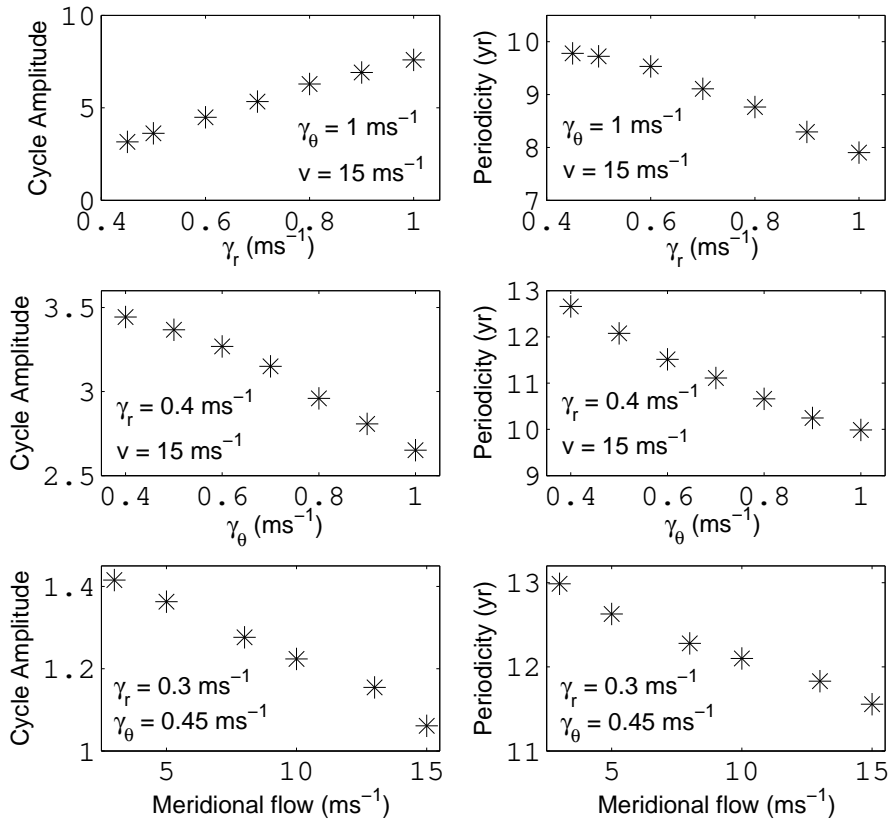 Cycle Amplitude
10
5
0
0.4
0.6
0.8
1
γr (ms−1)
γθ = 1 ms−1
v = 15 ms−1
Periodicity (yr)
10
9
8
7
0.4
0.6
0.8
1
γr (ms−1)
γθ = 1 ms−1
v = 15 ms−1
Cycle Amplitude
3.5
3
2.5
0.4
0.6
0.8
1
γθ (ms−1)
γr = 0.4 ms−1
v = 15 ms−1
Periodicity (yr)
13
12
11
10
9
0.4
0.6
0.8
1
γθ (ms−1)
γr = 0.4 ms−1
v = 15 ms−1
Cycle Amplitude
1.4
1.2
1
5
10
15
Meridional flow (ms−1)
γr = 0.3 ms−1
γθ = 0.45 ms−1
Periodicity (yr)
13
12
11
5
10
15
Meridional flow (ms−1)
γr = 0.3 ms−1
γθ = 0.45 ms−1